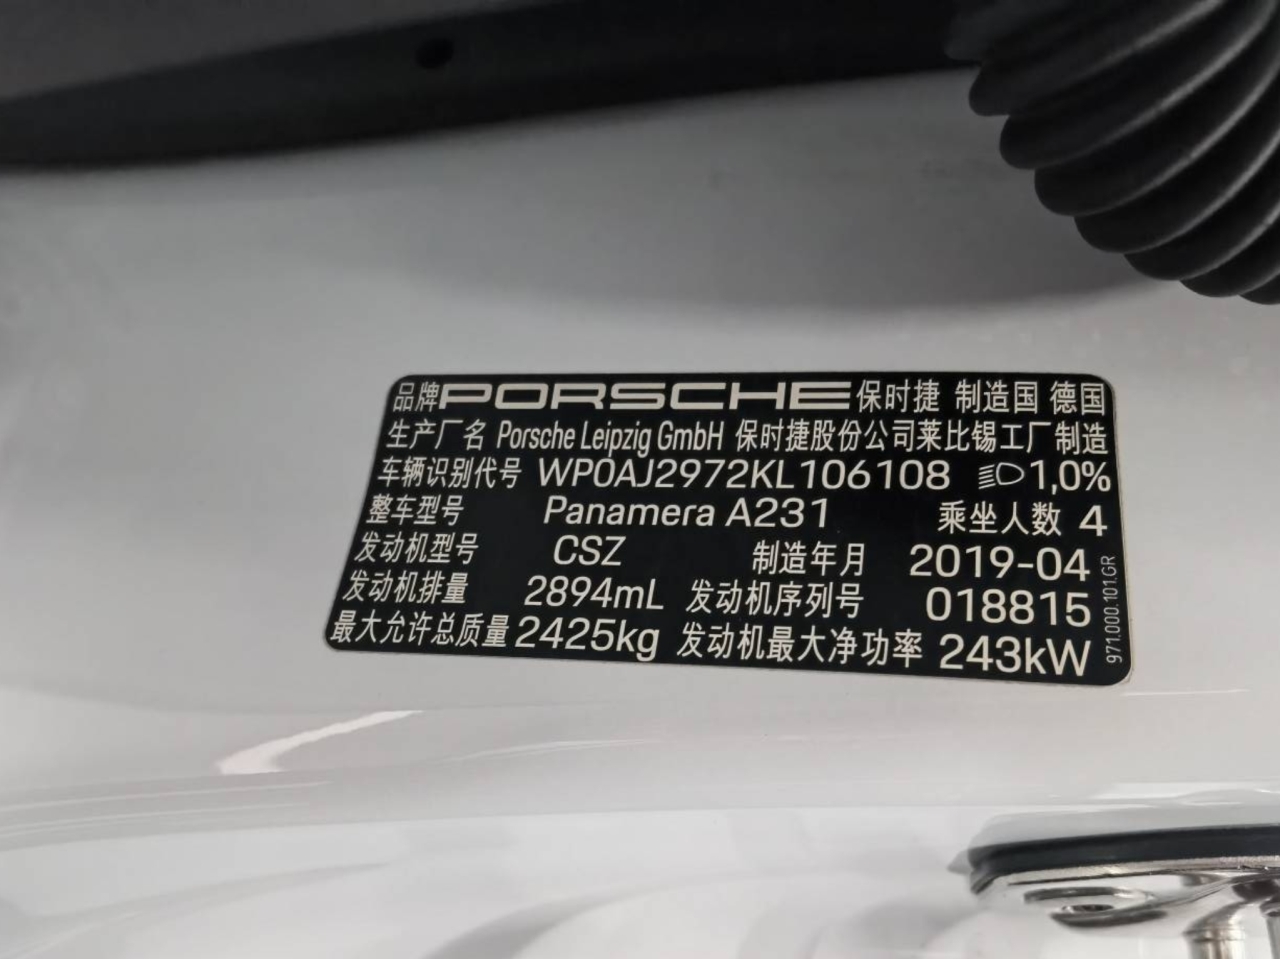 品牌 PORSCHE 保时捷 制造国 德国
生产厂名 Porsche Leipzig GmbH 保时捷股份公司莱比锡工厂制造
车辆识别代号 WP0AJ2972KL106108 1,0%
整车型号 Panamera A231 乘坐人数 4
发动机型号 CSZ 制造年月 2019-04
发动机排量 2894mL 发动机序列号 018815
最大允许总质量 2425kg 发动机最大净功率 243kW
971.000.101.GR